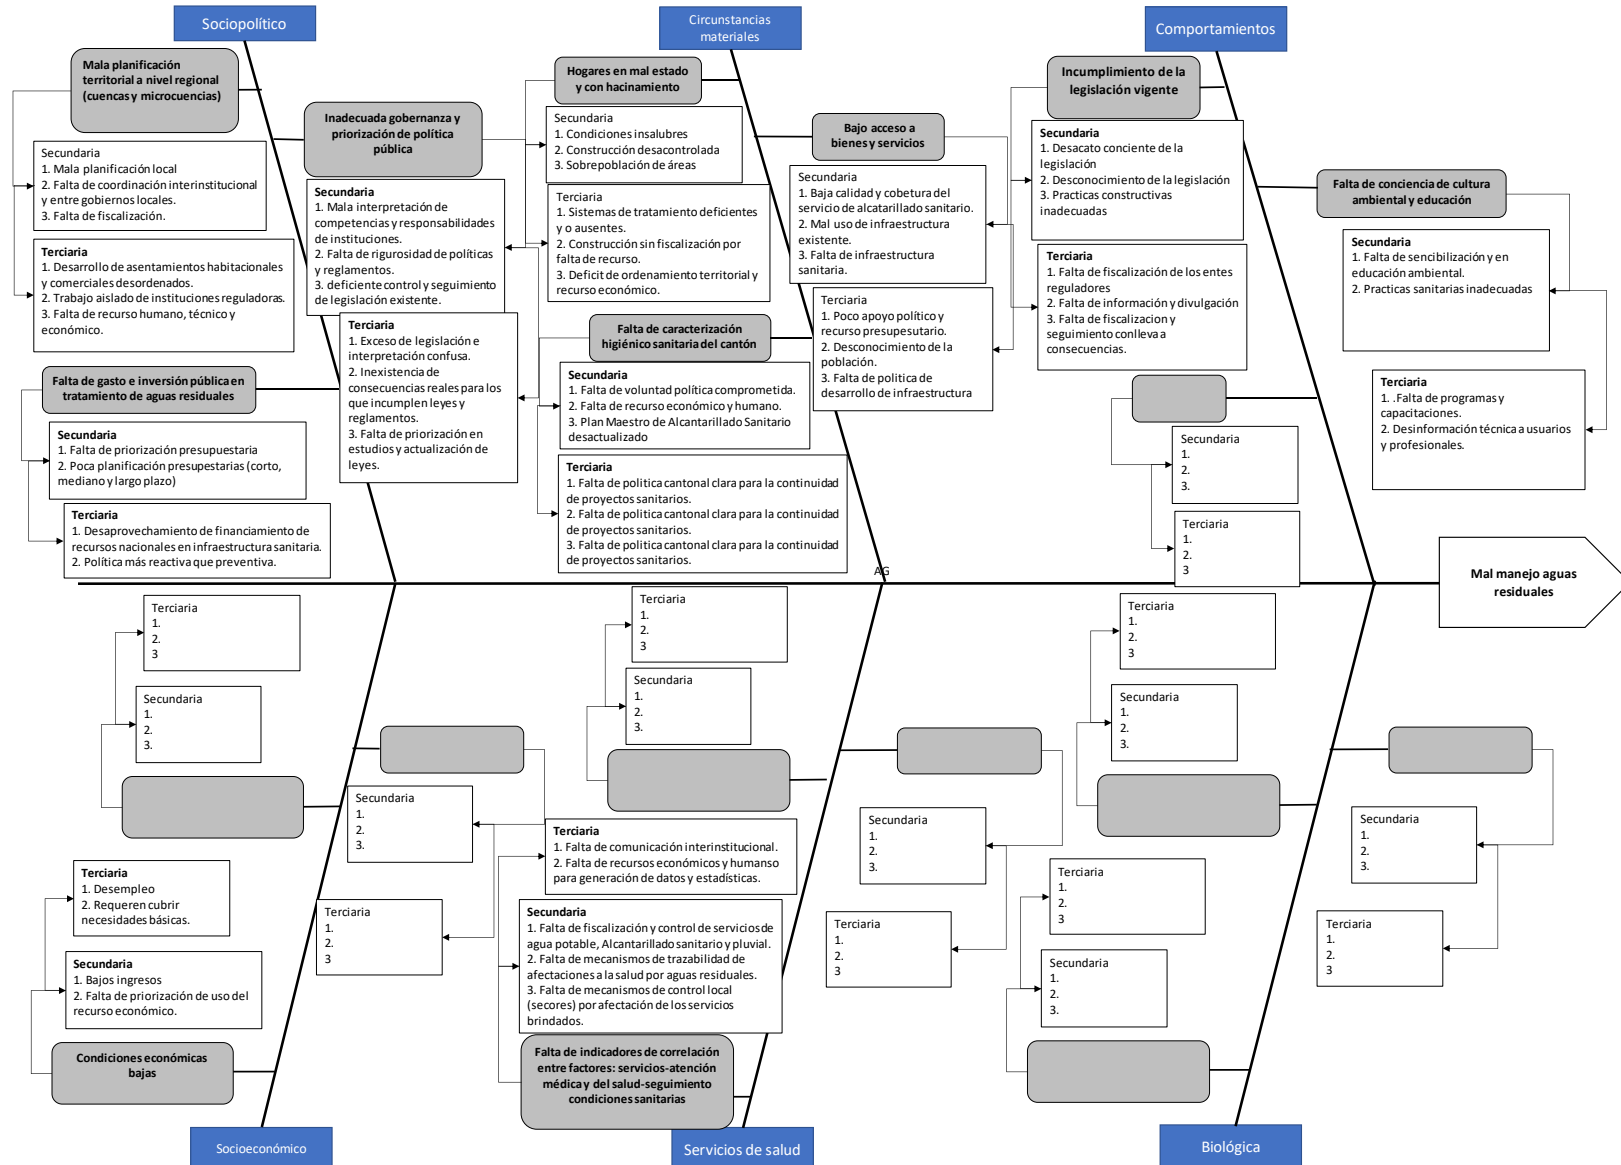 Sociopolítico
Circunstancias
materiales
Comportamientos
Mala planificación
territorial a nivel regional
(cuencas y microcuencias)
Secundaria
1. Mala planificación local
2. Falta de coordinación interinstitucional
y entre gobiernos locales.
3. Falta de fiscalización.
Terciaria
1. Desarrollo de asentamientos habitacionales
y comerciales desordenados.
2. Trabajo aislado de instituciones reguladoras.
3. Falta de recurso humano, técnico y
económico.
Inadecuada gobernanza y
priorización de política
pública
Secundaria
1. Mala interpretación de
competencias y responsabilidades
de instituciones.
2. Falta de rigurosidad de políticas
y reglamentos.
3. deficiente control y seguimiento
de legislación existente.
Terciaria
1. Exceso de legislación e
interpretación confusa.
2. Inexistencia de
consecuencias reales para los
que incumplen leyes y
reglamentos.
3. Falta de priorización en
estudios y actualización de
leyes.
Falta de gasto e inversión pública en
tratamiento de aguas residuales
Secundaria
1. Falta de priorización presupuestaria
2. Poca planificación presupestarias (corto,
mediano y largo plazo)
Terciaria
1. Desaprovechamiento de financiamiento de
recursos nacionales en infraestructura sanitaria.
2. Política más reactiva que preventiva.
Hogares en mal estado
y con hacinamiento
Secundaria
1. Condiciones insalubres
2. Construcción desacontrolada
3. Sobrepoblación de áreas
Terciaria
1. Sistemas de tratamiento deficientes
y o ausentes.
2. Construcción sin fiscalización por
falta de recurso.
3. Deficit de ordenamiento territorial y
recurso económico.
Bajo acceso a
bienes y servicios
Secundaria
1. Baja calidad y cobetura del
servicio de alcatarillado sanitario.
2. Mal uso de infraestructura
existente.
3. Falta de infraestructura
sanitaria.
Terciaria
1. Poco apoyo político y
recurso presupesutario.
2. Desconocimiento de la
población.
3. Falta de politica de
desarrollo de infraestructura
Falta de caracterización
higiénico sanitaria del cantón
Secundaria
1. Falta de voluntad política comprometida.
2. Falta de recurso económico y humano.
3. Plan Maestro de Alcantarillado Sanitario
desactualizado
Terciaria
1. Falta de politica cantonal clara para la continuidad
de proyectos sanitarios.
2. Falta de politica cantonal clara para la continuidad
de proyectos sanitarios.
3. Falta de politica cantonal clara para la continuidad
de proyectos sanitarios.
AG
Incumplimiento de la
legislación vigente
Secundaria
1. Desacato conciente de la
legislación
2. Desconocimiento de la legislación
3. Practicas constructivas
inadecuadas
Terciaria
1. Falta de fiscalización de los entes
reguladores
2. Falta de información y divulgación
3. Falta de fiscalizacion y
seguimiento conlleva a
consecuencias.
Falta de conciencia de cultura
ambiental y educación
Secundaria
1. Falta de sencibilización y en
educación ambiental.
2. Practicas sanitarias inadecuadas
Terciaria
1. .Falta de programas y
capacitaciones.
2. Desinformación técnica a usuarios
y profesionales.
Secundaria
1.
2.
3.
Terciaria
1.
2.
3
Mal manejo aguas
residuales
Terciaria
1.
2.
3
Secundaria
1.
2.
3.
Secundaria
1.
2.
3.
Terciaria
1.
2.
3
Terciaria
1. Desempleo
2. Requeren cubrir
necesidades básicas.
Secundaria
1. Bajos ingresos
2. Falta de priorización de uso del
recurso económico.
Condiciones económicas
bajas
Socioeconómico
Terciaria
1.
2.
3
Secundaria
1.
2.
3.
Terciaria
1. Falta de comunicación interinstitucional.
2. Falta de recursos económicos y humanso
para generación de datos y estadísticas.
Secundaria
1. Falta de fiscalización y control de servicios de
agua potable, Alcantarillado sanitario y pluvial.
2. Falta de mecanismos de trazabilidad de
afectaciones a la salud por aguas residuales.
3. Falta de mecanismos de control local
(secores) por afectación de los servicios
brindados.
Falta de indicadores de correlación
entre factores: servicios-atención
médica y del salud-seguimiento
condiciones sanitarias
Servicios de salud
Secundaria
1.
2.
3.
Terciaria
1.
2.
3
Terciaria
1.
2.
3
Secundaria
1.
2.
3.
Terciaria
1.
2.
3
Secundaria
1.
2.
3.
Secundaria
1.
2.
3.
Terciaria
1.
2.
3
Biológica